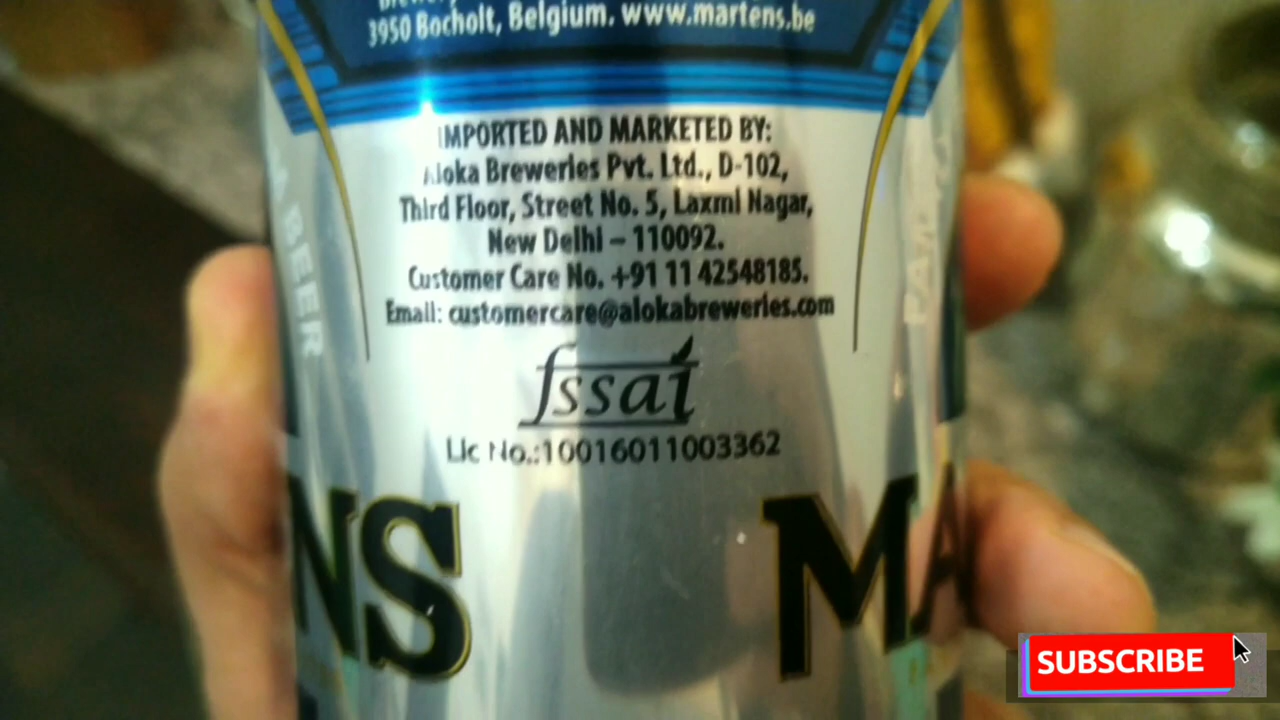 3950 Bocholt, Belgium. www.martens.be
IMPORTED AND MARKETED BY:
Aloka Breweries Pvt. Ltd., D-102,
Third Floor, Street No. 5, Laxmi Nagar,
New Delhi – 110092.
Customer Care No. +91 11 42548185.
Email: customercare@alokabreweries.com
fssai
Lic No.:10016011003362
BEER
NS
MA
SUBSCRIBE